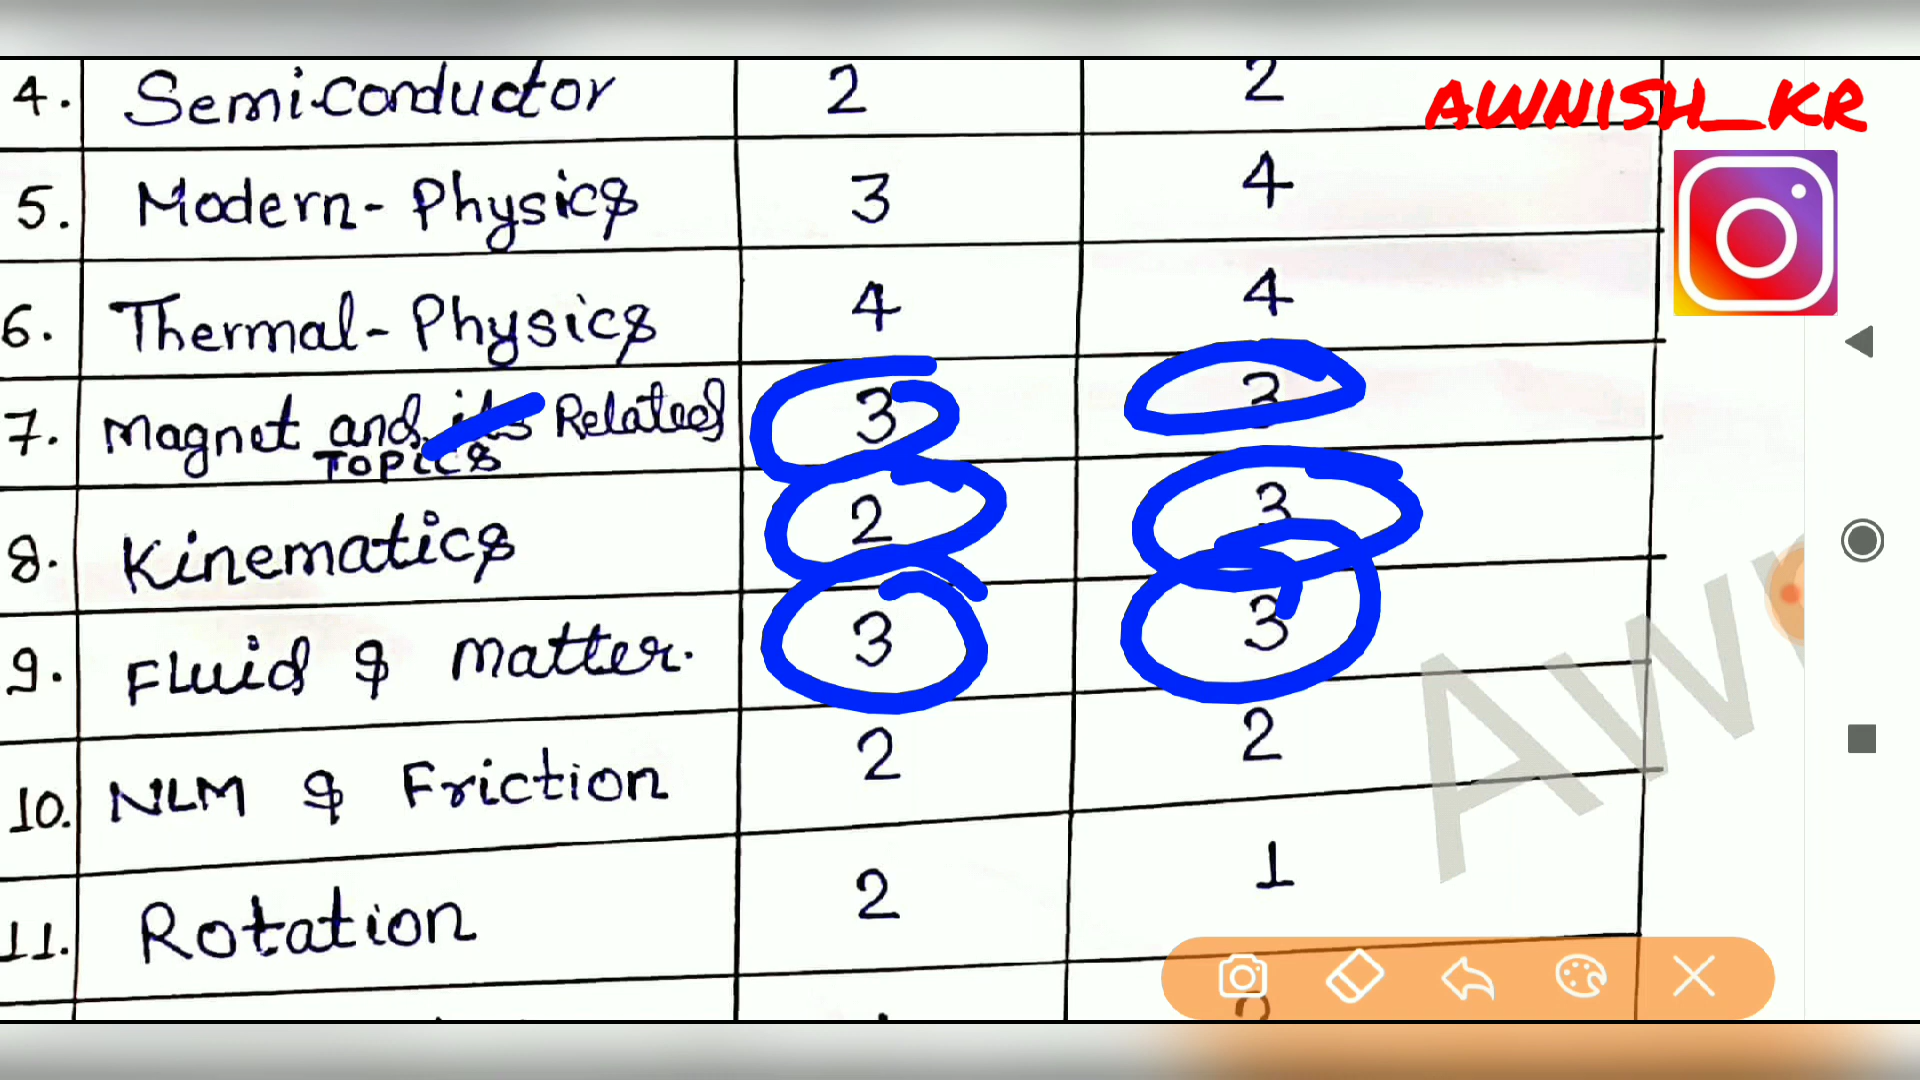 4. Semiconductor 2 2
AWNISH_KR
5. Modern-Physics 3 4
6. Thermal-Physics 4 4
7. Magnet and its Related 3 3
TOPICS
8. Kinematics 2 3
9. Fluid & Matter. 3 3
AW
10. NLM & Friction 2 2
11. Rotation 2 1